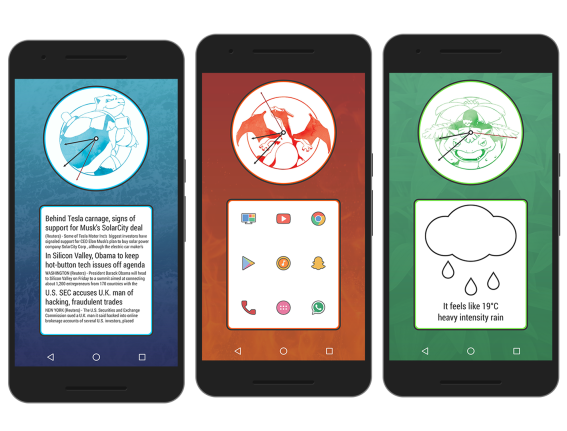 Behind Tesla carnage, signs of
support for Musk's SolarCity deal
(Reuters) - Some of Tesla Motor Inc's biggest investors have
signaled support for CEO Elon Musk's plan to buy solar power
company SolarCity Corp , although the electric car-maker's
In Silicon Valley, Obama to keep
hot-button tech issues off agenda
WASHINGTON (Reuters) - President Barack Obama will head
to Silicon Valley on Friday to a summit aimed at connecting
about 1,200 entrepreneurs from 170 countries with the
U.S. SEC accuses U.K. man of
hacking, fraudulent trades
NEW YORK (Reuters) - The U.S. Securities and Exchange
Commission sued a U.K. man it said hacked into online
brokerage accounts of several U.S. investors, placed
It feels like 19°C
heavy intensity rain